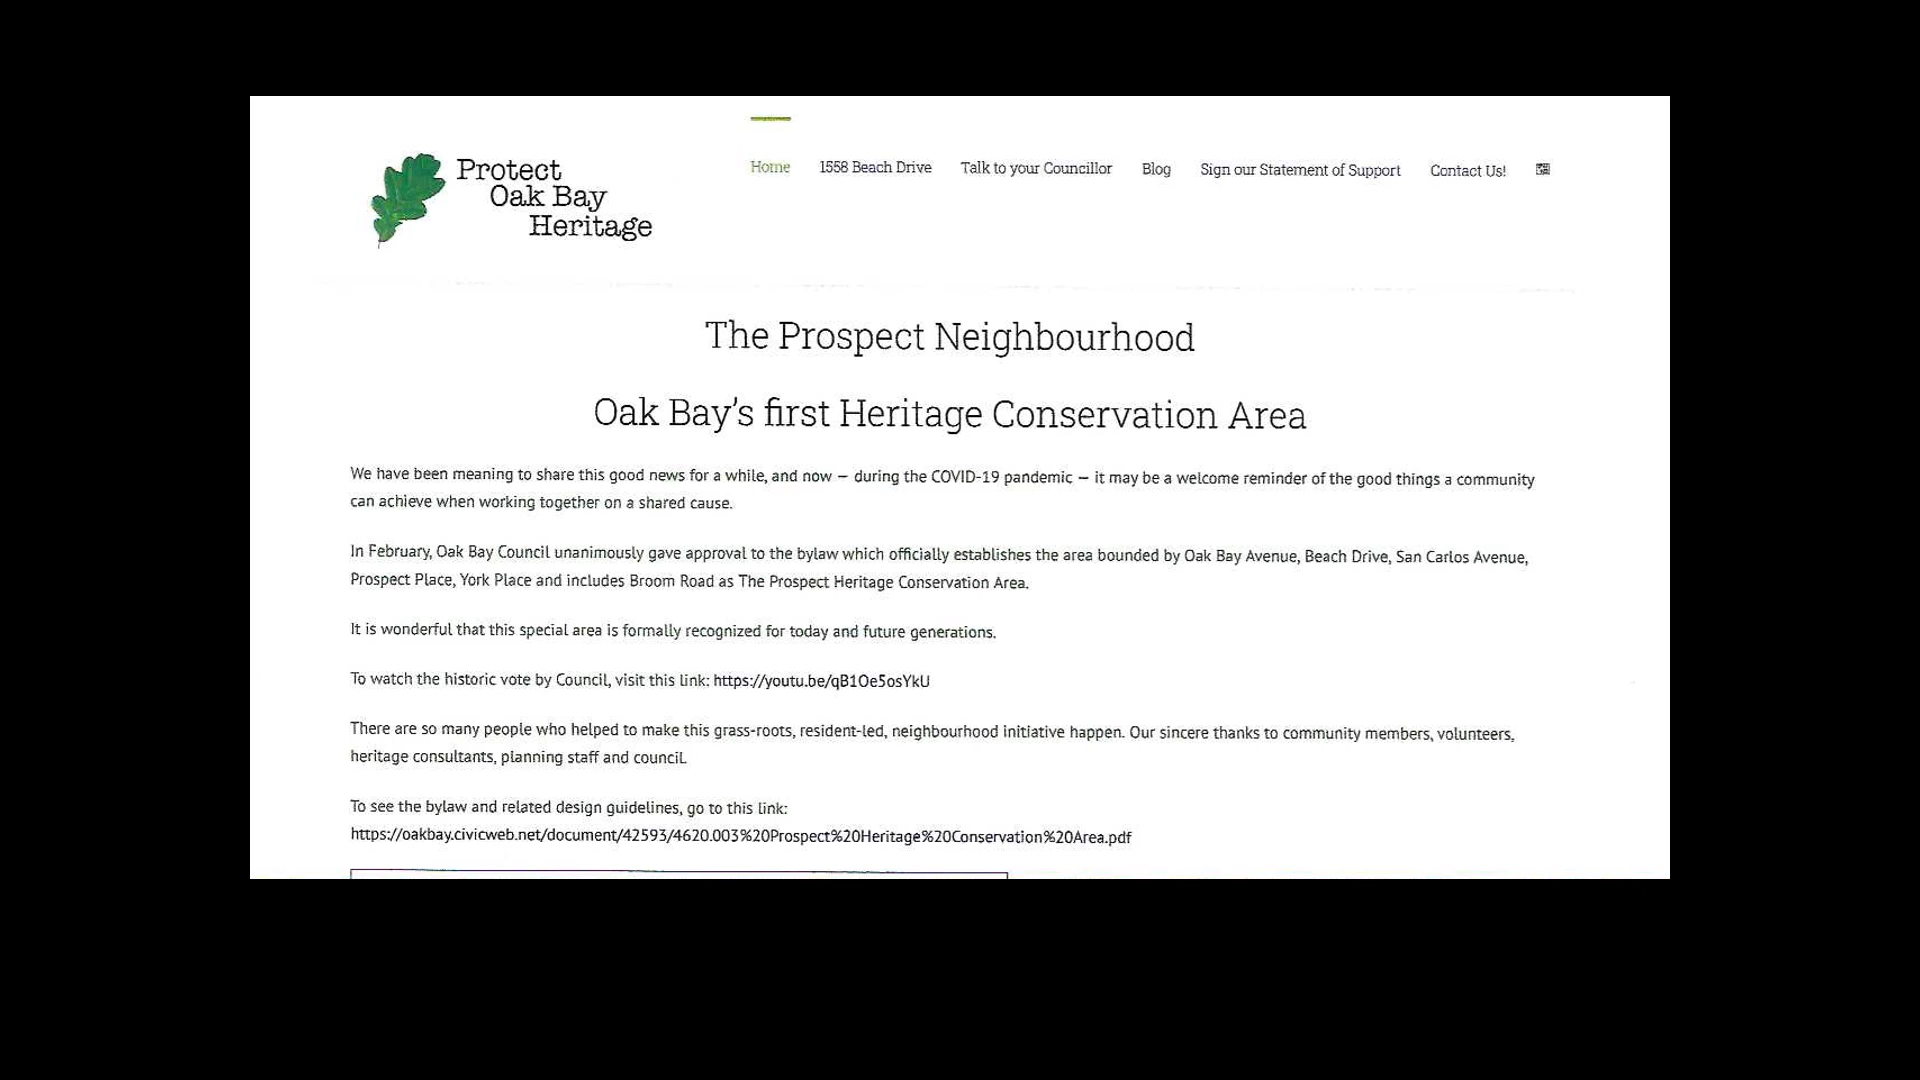 Protect
Oak Bay
Heritage
Home 1558 Beach Drive Talk to your Councillor Blog Sign our Statement of Support Contact Us!
The Prospect Neighbourhood
Oak Bay's first Heritage Conservation Area
We have been meaning to share this good news for a while, and now – during the COVID-19 pandemic – it may be a welcome reminder of the good things a community
can achieve when working together on a shared cause.
In February, Oak Bay Council unanimously gave approval to the bylaw which officially establishes the area bounded by Oak Bay Avenue, Beach Drive, San Carlos Avenue,
Prospect Place, York Place and includes Broom Road as The Prospect Heritage Conservation Area.
It is wonderful that this special area is formally recognized for today and future generations.
To watch the historic vote by Council, visit this link: https://youtu.be/qB1Oe5osYkU
There are so many people who helped to make this grass-roots, resident-led, neighbourhood initiative happen. Our sincere thanks to community members, volunteers,
heritage consultants, planning staff and council.
To see the bylaw and related design guidelines, go to this link:
https://oakbay.civicweb.net/document/42593/4620.003%20Prospect%20Heritage%20Conservation%20Area.pdf